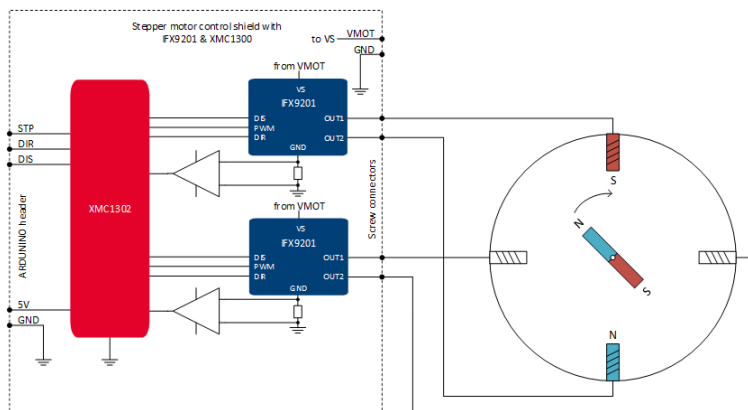 Stepper motor control shield with
IFX9201 & XMC1300
to VS
VMOT
GND
from VMOT
VS
IFX9201
DIS
PWM
DIR
OUT1
OUT2
GND
STP
DIR
DIS
XMC1302
ARDUNINO header
Screw connectors
S
N
S
N
from VMOT
VS
IFX9201
DIS
PWM
DIR
OUT1
OUT2
GND
5V
GND